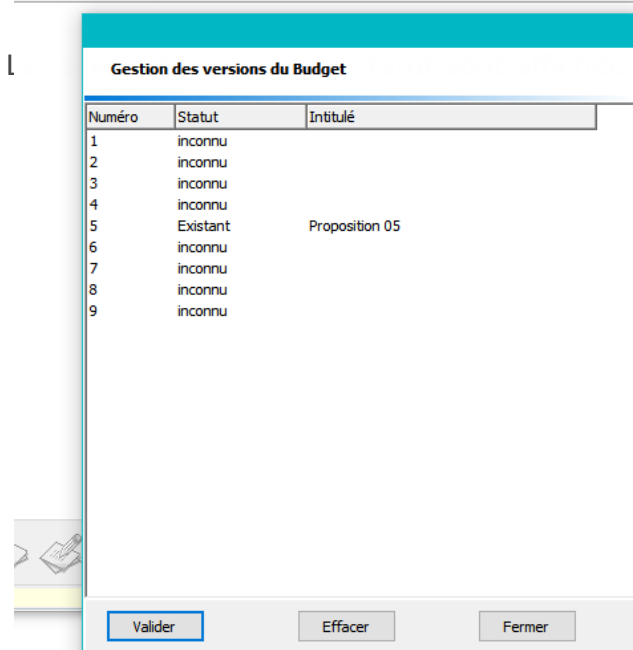 L
Gestion des versions du Budget
Numéro Statut Intitulé
1 inconnu
2 inconnu
3 inconnu
4 inconnu
5 Existant Proposition 05
6 inconnu
7 inconnu
8 inconnu
9 inconnu
Valider Effacer Fermer